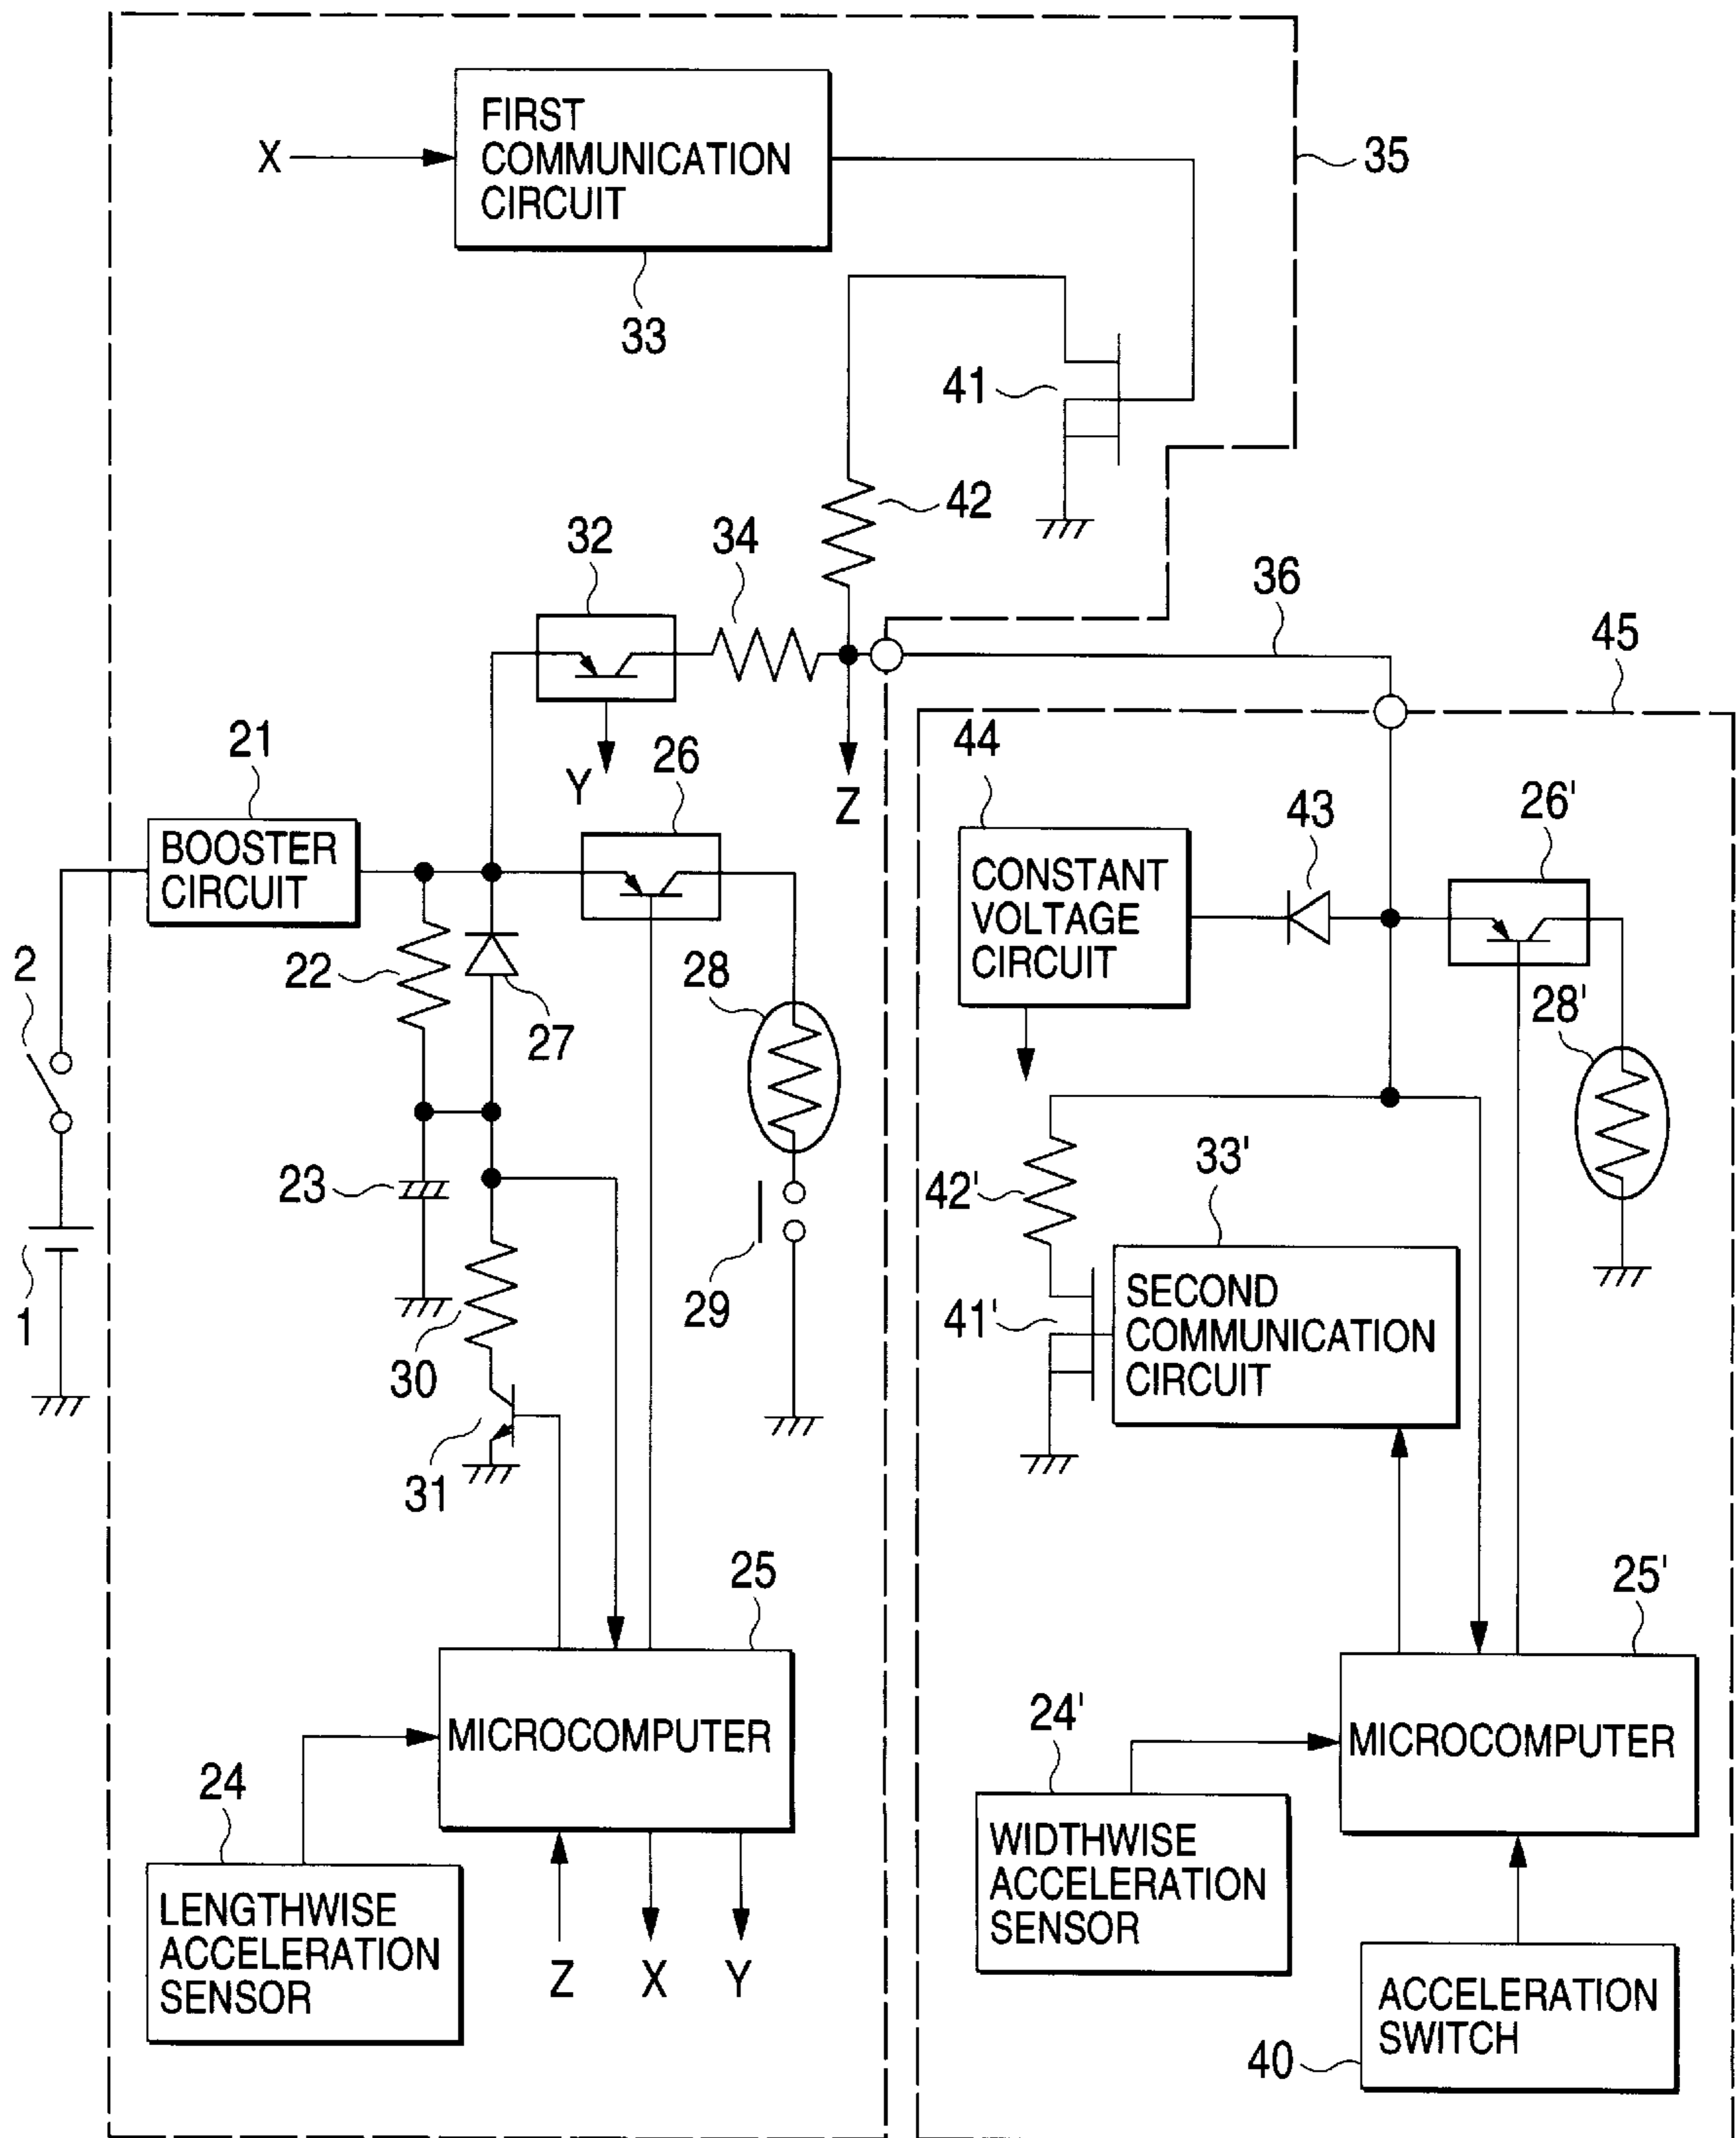 FIRST
COMMUNICATION
CIRCUIT
X
35
33
41
42
32
34
36
45
Y
Z
21
26
44
43
26'
BOOSTER
CIRCUIT
CONSTANT
VOLTAGE
CIRCUIT
2
22
27
28
28'
23
33'
42'
1
29
30
41'
SECOND
COMMUNICATION
CIRCUIT
31
25
25'
MICROCOMPUTER
24'
MICROCOMPUTER
24
WIDTHWISE
ACCELERATION
SENSOR
LENGTHWISE
ACCELERATION
SENSOR
Z
X
Y
ACCELERATION
SWITCH
40